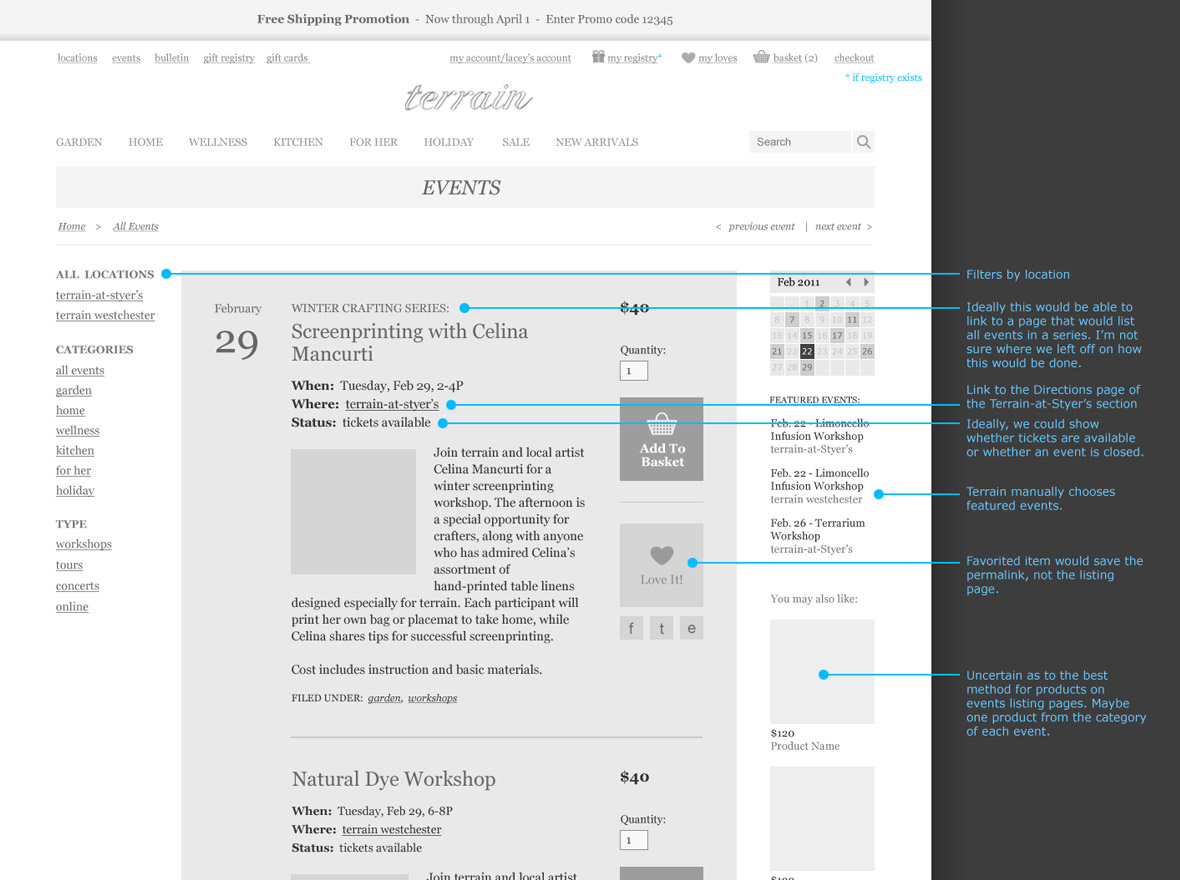 Free Shipping Promotion - Now through April 1 - Enter Promo code 12345
locations events bulletin gift registry gift cards my account/lacey's account my registry* my loves basket (2) checkout
* if registry exists
terrain
GARDEN HOME WELLNESS KITCHEN FOR HER HOLIDAY SALE NEW ARRIVALS Search
EVENTS
Home > All Events < previous event | next event >
ALL LOCATIONS
terrain-at-styer's
terrain westchester
CATEGORIES
all events
garden
home
wellness
kitchen
for her
holiday
TYPE
workshops
tours
concerts
online
February
29
WINTER CRAFTING SERIES:
Screenprinting with Celina
Mancurti
When: Tuesday, Feb 29, 2-4P
Where: terrain-at-styer's
Status: tickets available
Join terrain and local artist
Celina Mancurti for a
winter screenprinting
workshop. The afternoon is
a special opportunity for
crafters, along with anyone
who has admired Celina's
assortment of
hand-printed table linens
designed especially for terrain. Each participant will
print her own bag or placemat to take home, while
Celina shares tips for successful screenprinting.
Cost includes instruction and basic materials.
FILED UNDER: garden, workshops
$40
Quantity:
1
Add To
Basket
Love It!
f t e
Natural Dye Workshop
When: Tuesday, Feb 29, 6-8P
Where: terrain westchester
Status: tickets available
Join terrain and local artist
$40
Quantity:
1
Feb 2011
1 2 3 4 5
6 7 8 9 10 11 12
13 14 15 16 17 18 19
21 23 22 23 24 25 26
27 28 29
FEATURED EVENTS:
Feb. 22 - Limoncello
Infusion Workshop
terrain-at-Styer's
Feb. 22 - Limoncello
Infusion Workshop
terrain westchester
Feb. 26 - Terrarium
Workshop
terrain-at-Styer's
You may also like:
$120
Product Name
$120
Filters by location
Ideally this would be able to
link to a page that would list
all events in a series. I'm not
sure where we left off on how
this would be done.
Link to the Directions page of
the Terrain-at-Styer's section
Ideally, we could show
whether tickets are available
or whether an event is closed.
Terrain manually chooses
featured events.
Favorited item would save the
permalink, not the listing
page.
Uncertain as to the best
method for products on
events listing pages. Maybe
one product from the category
of each event.